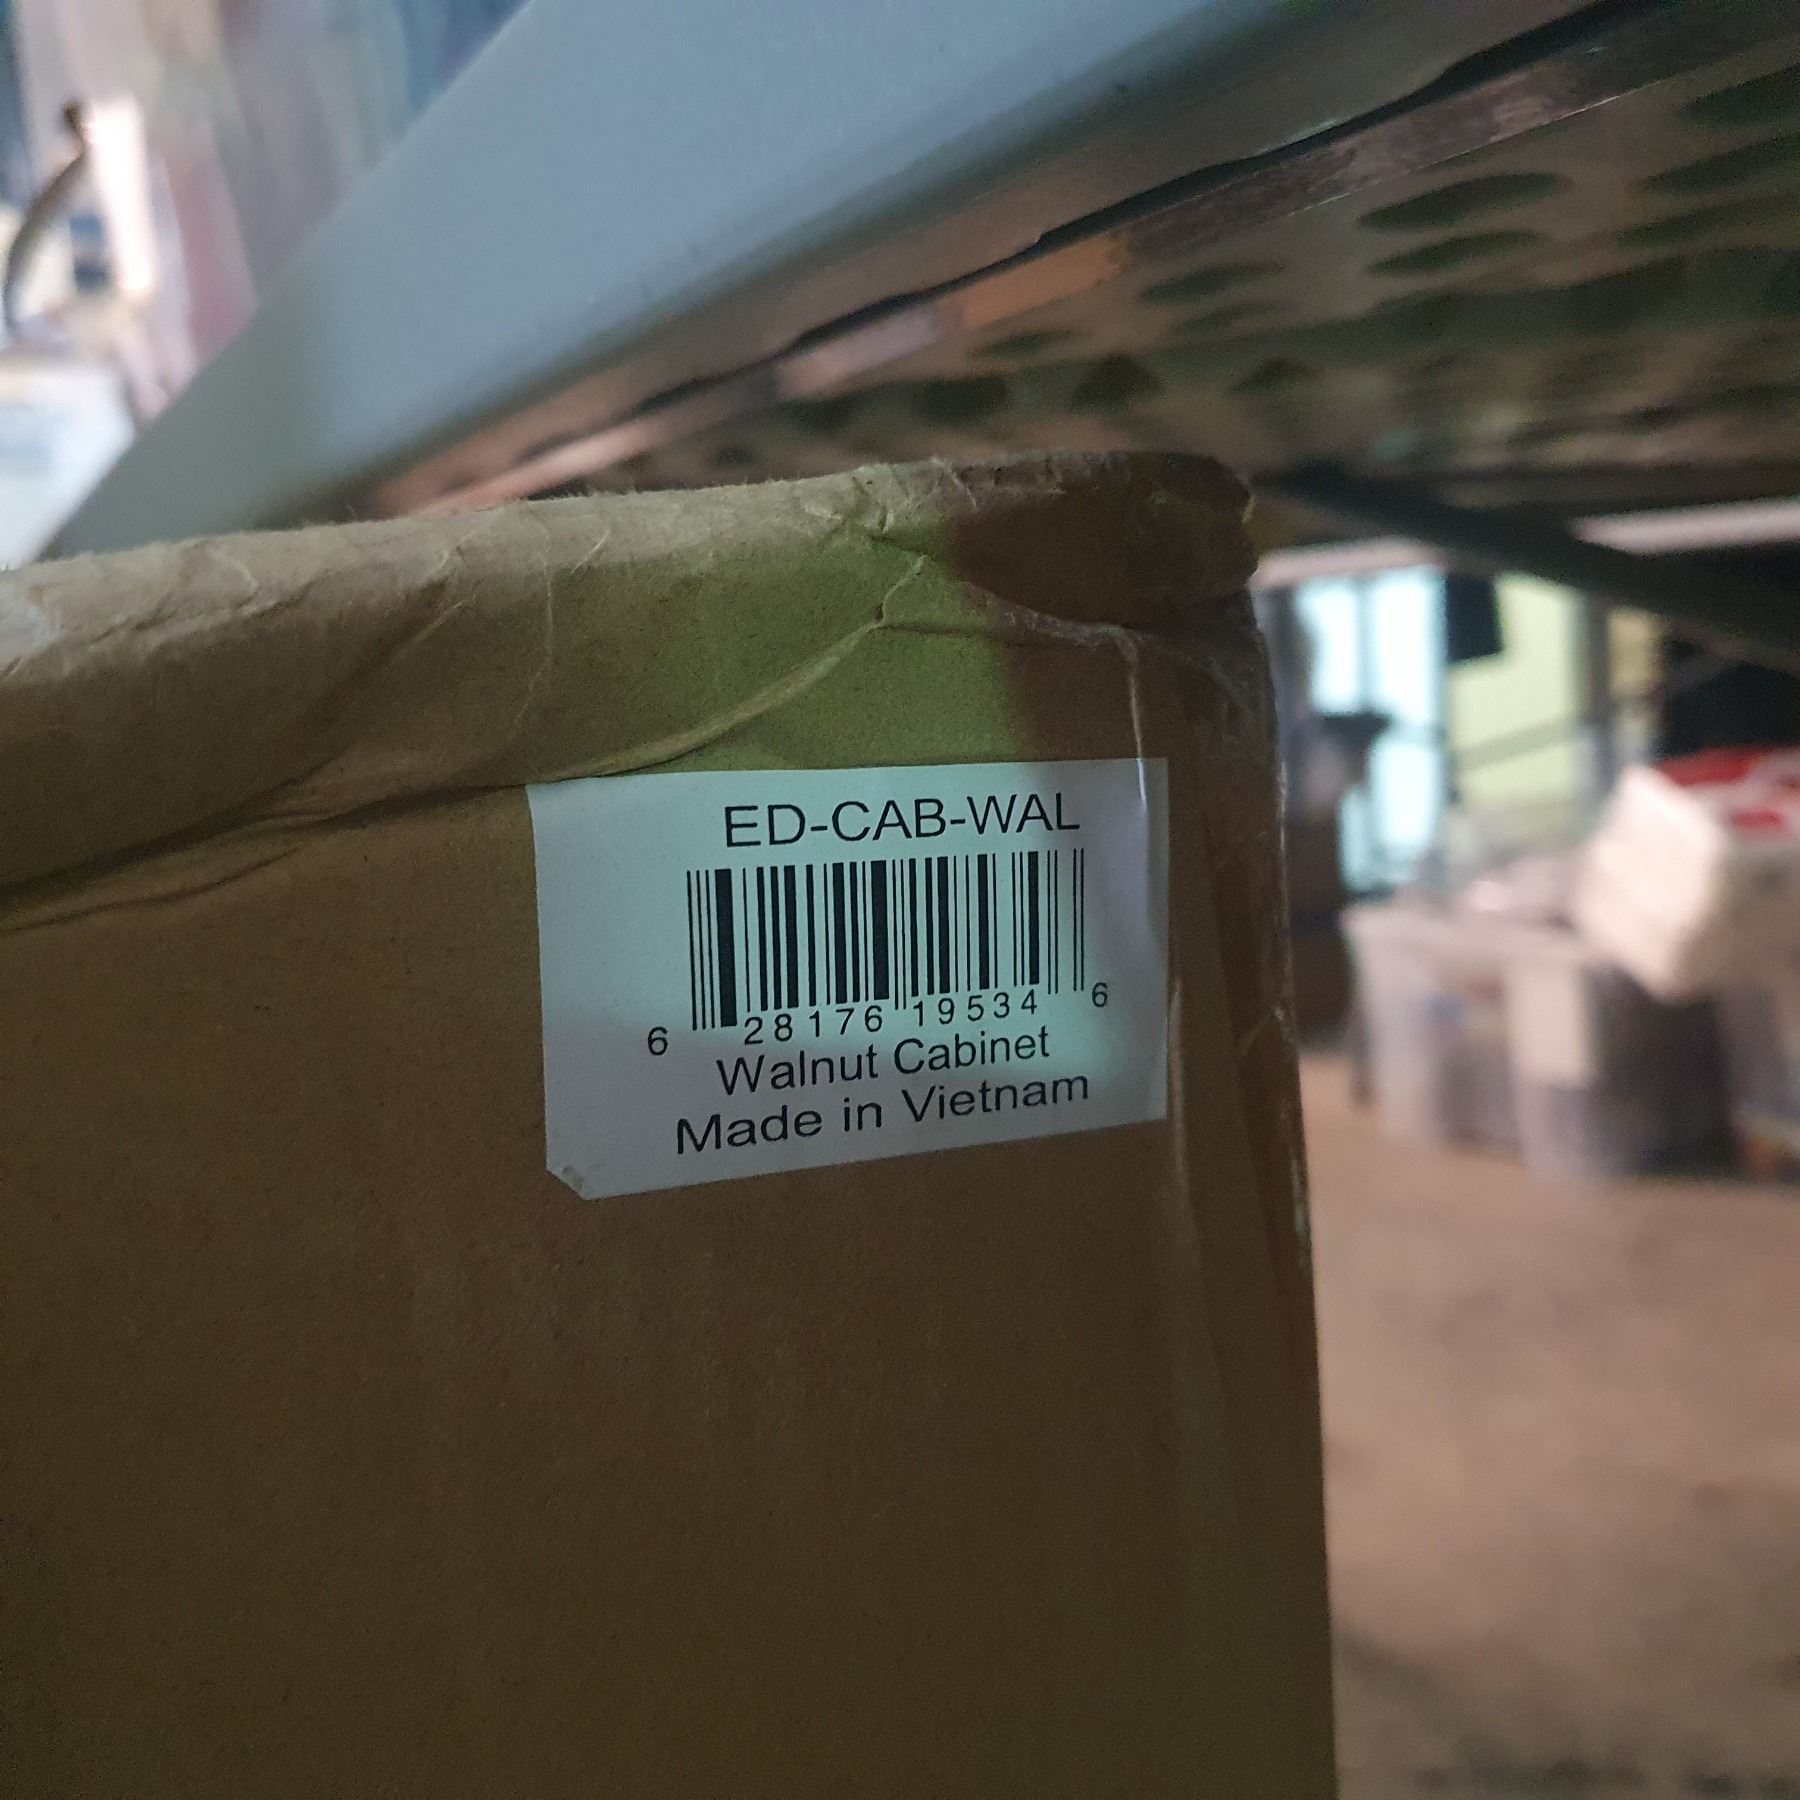 ED-CAB-WAL
6 28176 19534 6
Walnut Cabinet
Made in Vietnam